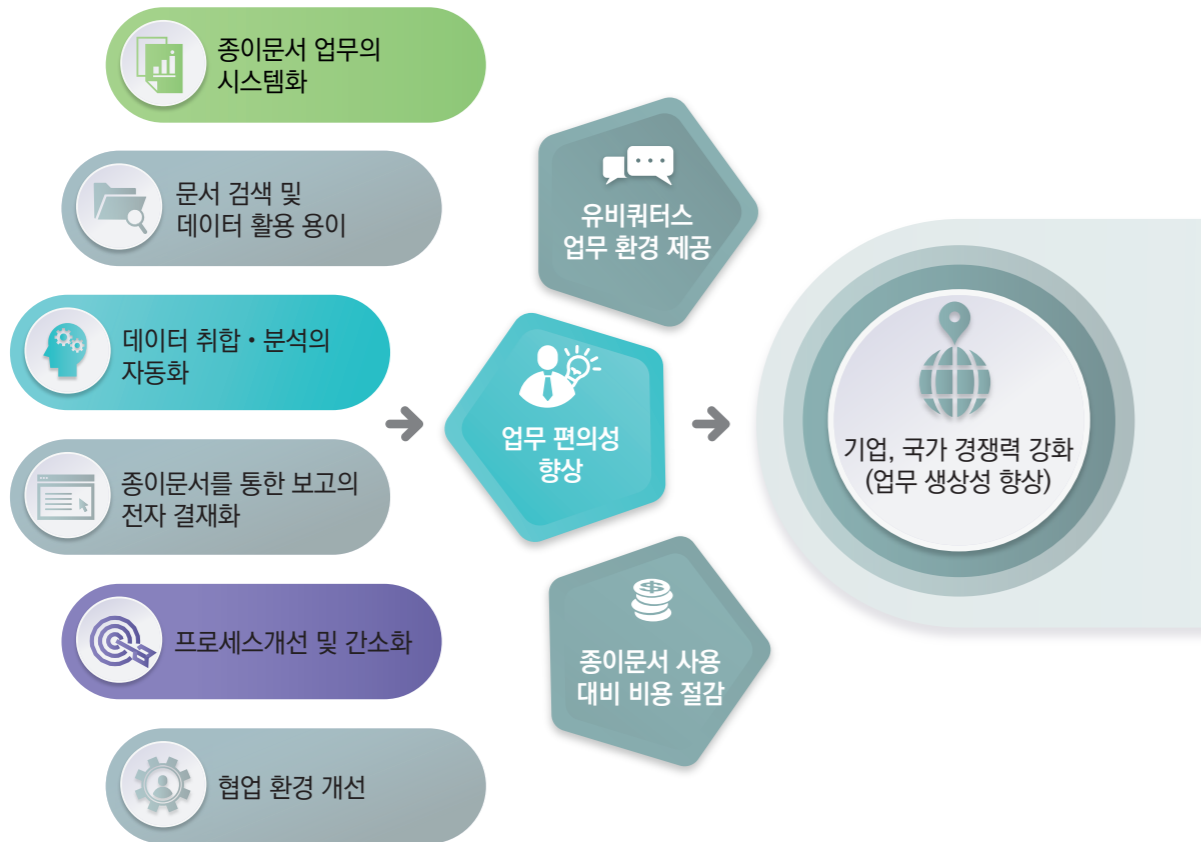 종이문서 업무의
시스템화
문서 검색 및
데이터 활용 용이
데이터 취합·분석의
자동화
종이문서를 통한 보고의
전자 결재화
프로세스개선 및 간소화
협업 환경 개선
유비쿼터스
업무 환경 제공
업무 편의성
향상
종이문서 사용
대비 비용 절감
기업, 국가 경쟁력 강화
(업무 생상성 향상)